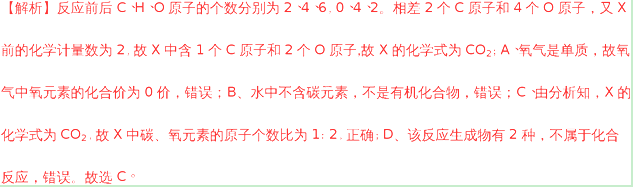 【解析】反应前后 C、H、O 原子的个数分别为 2、4、6,0、4、2。相差 2 个 C 原子和 4 个 O 原子，又 X
前的化学计量数为 2,故 X 中含 1 个 C 原子和 2 个 O 原子,故 X 的化学式为 CO₂; A、氧气是单质，故氧
气中氧元素的化合价为 0 价，错误；B、水中不含碳元素，不是有机化合物，错误；C、由分析知，X 的
化学式为 CO₂,故 X 中碳、氧元素的原子个数比为 1: 2,正确; D、该反应生成物有 2 种，不属于化合
反应，错误。故选 C。